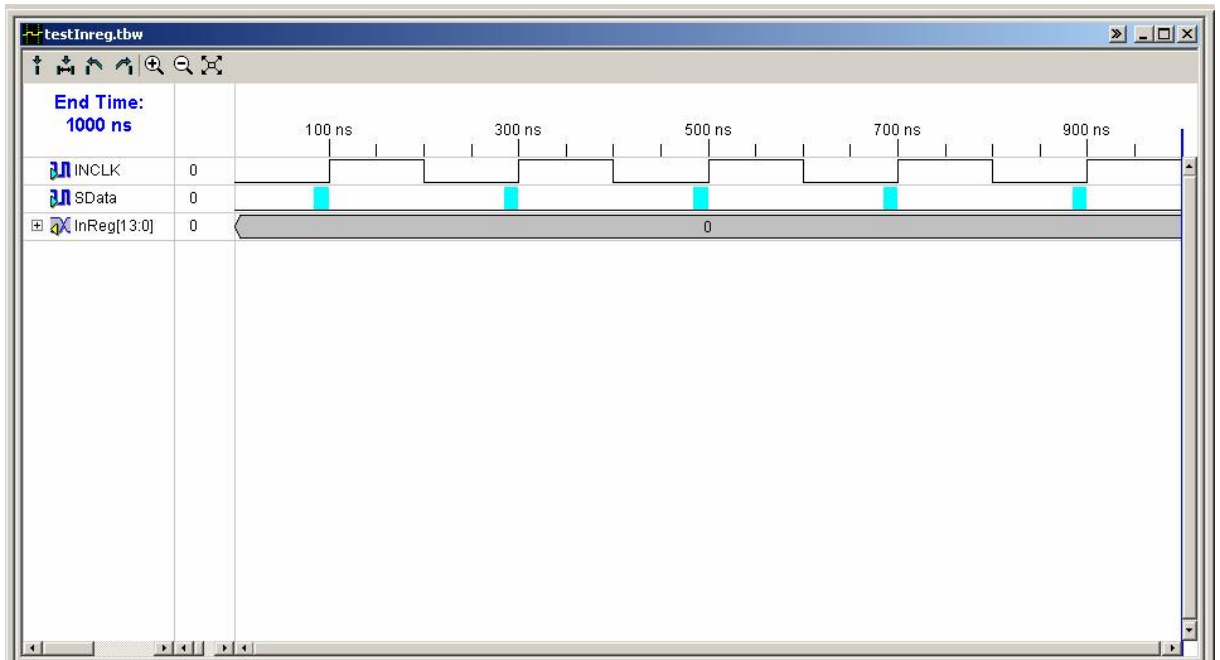 testInreg.tbw
End Time:
1000 ns
100 ns 300 ns 500 ns 700 ns 900 ns
INCLK 0
SData 0
InReg[13:0] 0 0